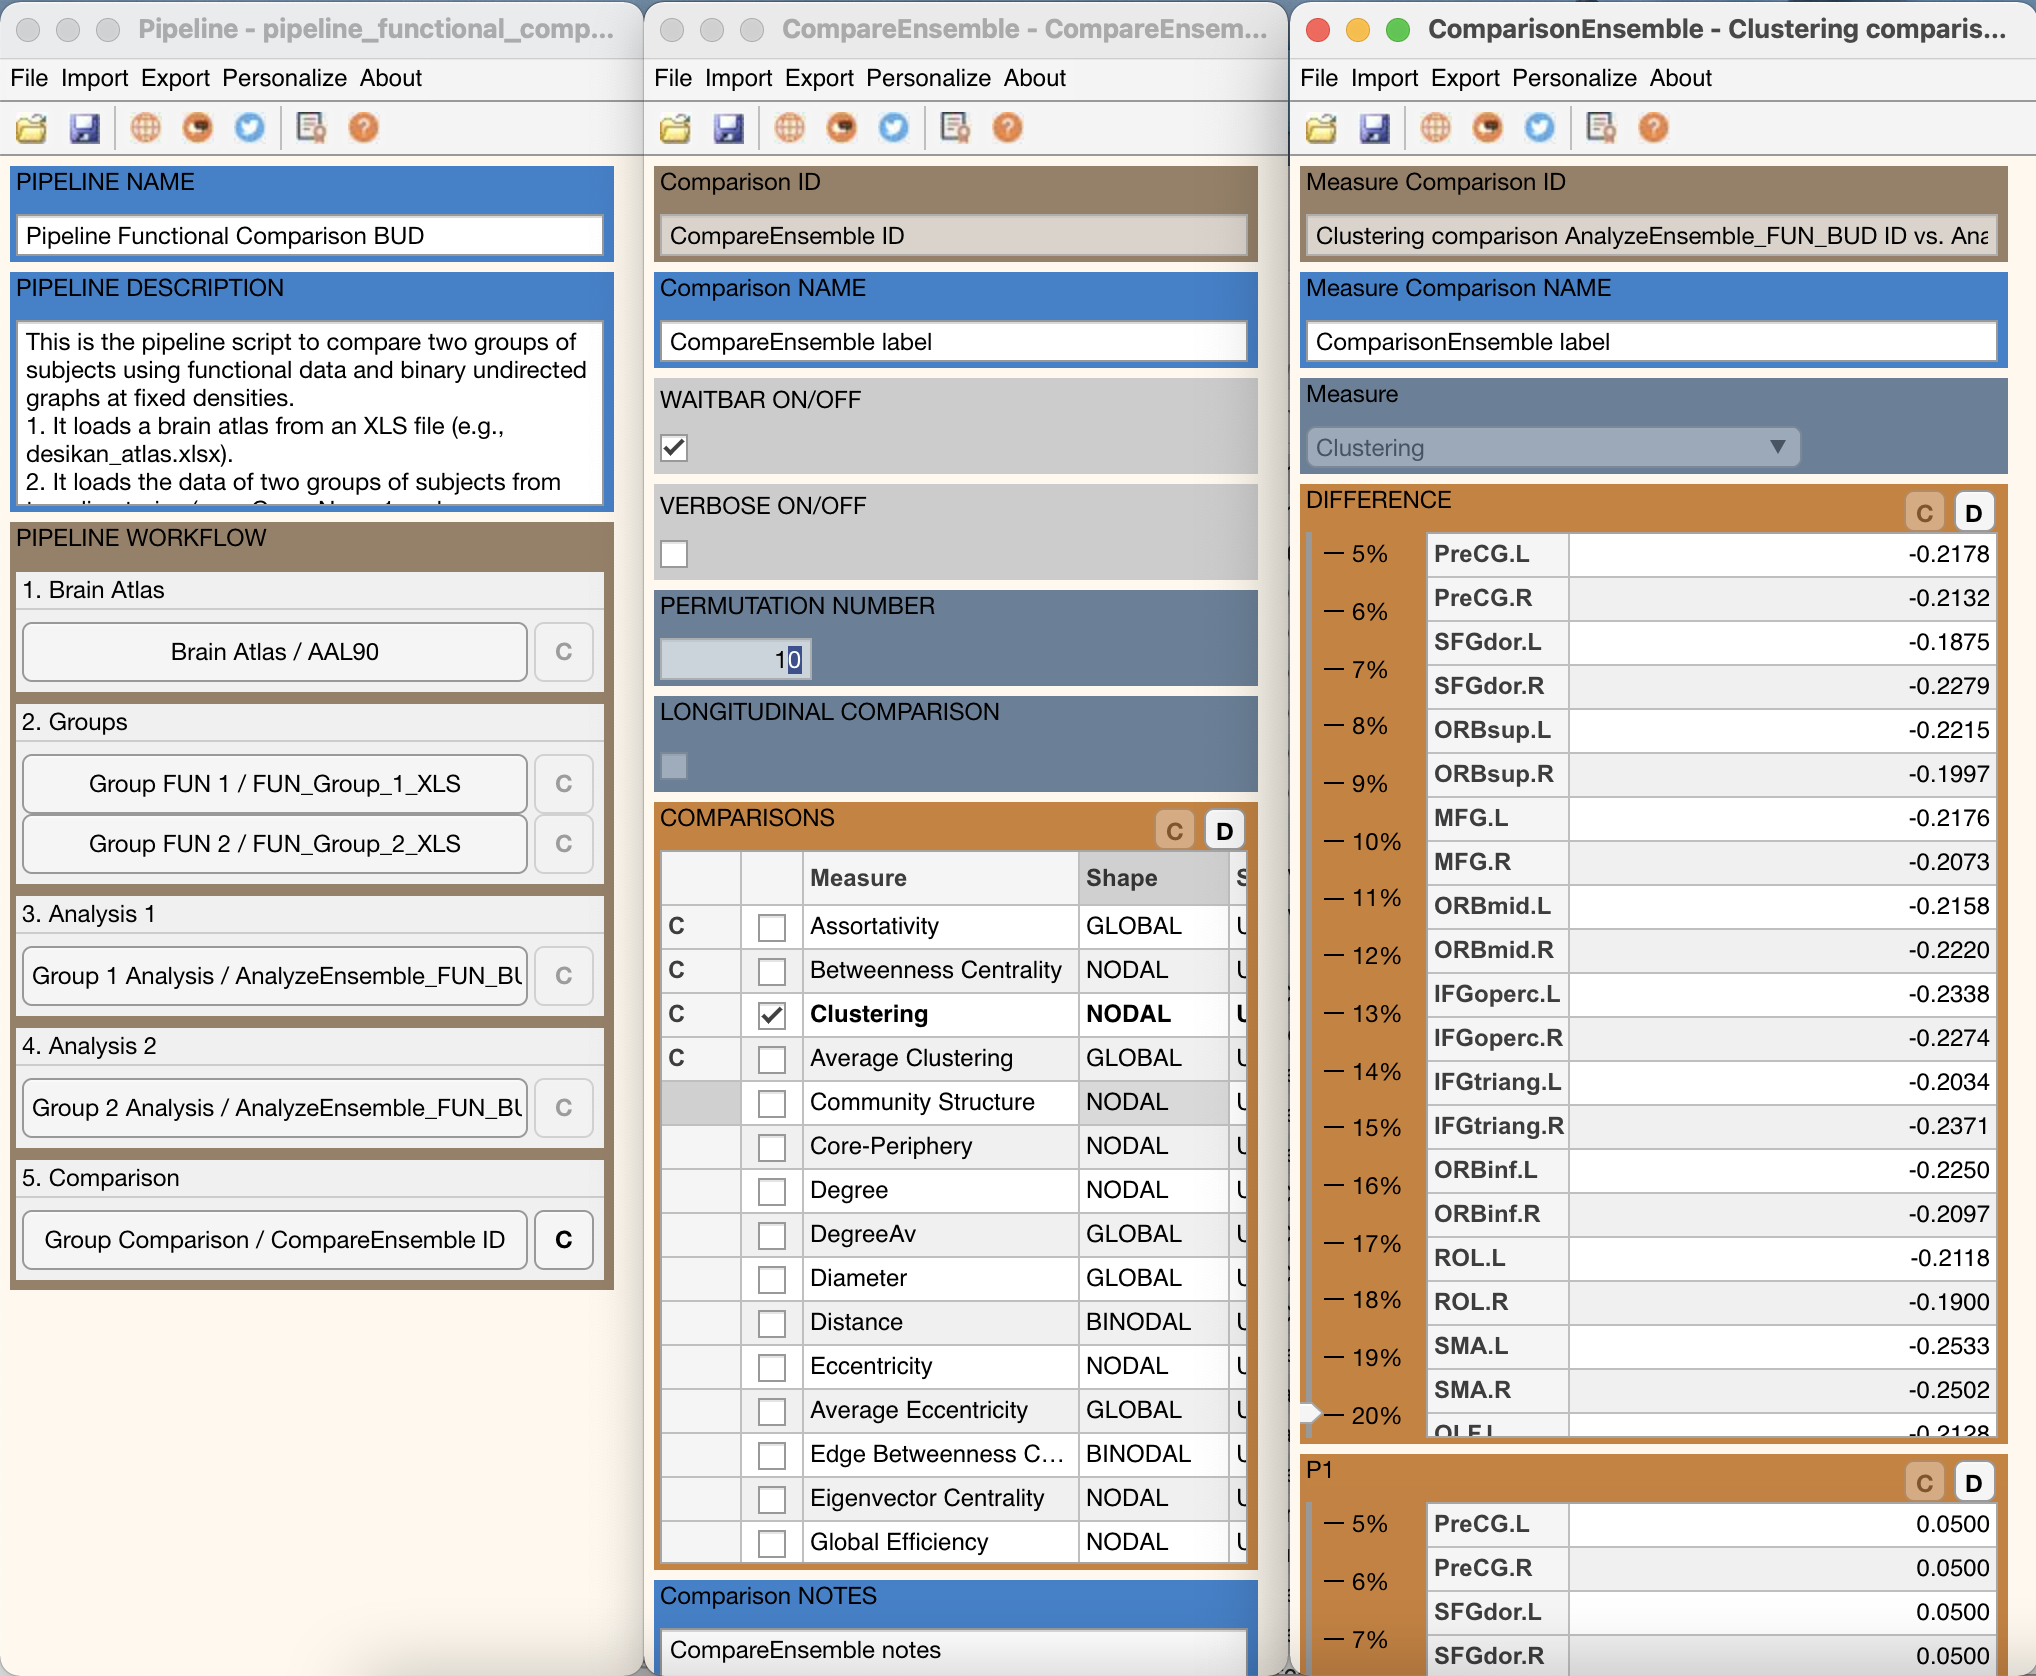 Pipeline - pipeline_functional_comp...
File Import Export Personalize About
PIPELINE NAME
Pipeline Functional Comparison BUD
PIPELINE DESCRIPTION
This is the pipeline script to compare two groups of
subjects using functional data and binary undirected
graphs at fixed densities.
1. It loads a brain atlas from an XLS file (e.g.,
desikan_atlas.xlsx).
2. It loads the data of two groups of subjects from
PIPELINE WORKFLOW
1. Brain Atlas
Brain Atlas / AAL90 C
2. Groups
Group FUN 1 / FUN_Group_1_XLS C
Group FUN 2 / FUN_Group_2_XLS C
3. Analysis 1
Group 1 Analysis / AnalyzeEnsemble_FUN_BU C
4. Analysis 2
Group 2 Analysis / AnalyzeEnsemble_FUN_BU C
5. Comparison
Group Comparison / CompareEnsemble ID C
CompareEnsemble - CompareEnsem...
File Import Export Personalize About
Comparison ID
CompareEnsemble ID
Comparison NAME
CompareEnsemble label
WAITBAR ON/OFF
VERBOSE ON/OFF
PERMUTATION NUMBER
10
LONGITUDINAL COMPARISON
COMPARISONS C D
Measure Shape S
C Assortativity GLOBAL U
C Betweenness Centrality NODAL U
C Clustering NODAL U
C Average Clustering GLOBAL U
Community Structure NODAL U
Core-Periphery NODAL U
Degree NODAL U
DegreeAv GLOBAL U
Diameter GLOBAL U
Distance BINODAL U
Eccentricity NODAL U
Average Eccentricity GLOBAL U
Edge Betweenness C... BINODAL U
Eigenvector Centrality NODAL U
Global Efficiency NODAL U
Comparison NOTES
CompareEnsemble notes
ComparisonEnsemble - Clustering comparis...
File Import Export Personalize About
Measure Comparison ID
Clustering comparison AnalyzeEnsemble_FUN_BUD ID vs. Ana
Measure Comparison NAME
ComparisonEnsemble label
Measure
Clustering
DIFFERENCE C D
5%
6%
7%
8%
9%
10%
11%
12%
13%
14%
15%
16%
17%
18%
19%
20%
PreCG.L -0.2178
PreCG.R -0.2132
SFGdor.L -0.1875
SFGdor.R -0.2279
ORBsup.L -0.2215
ORBsup.R -0.1997
MFG.L -0.2176
MFG.R -0.2073
ORBmid.L -0.2158
ORBmid.R -0.2220
IFGoperc.L -0.2338
IFGoperc.R -0.2274
IFGtriang.L -0.2034
IFGtriang.R -0.2371
ORBinf.L -0.2250
ORBinf.R -0.2097
ROL.L -0.2118
ROL.R -0.1900
SMA.L -0.2533
SMA.R -0.2502
OLF.L -0.2128
P1 C D
5%
6%
7%
PreCG.L 0.0500
PreCG.R 0.0500
SFGdor.L 0.0500
SFGdor.R 0.0500